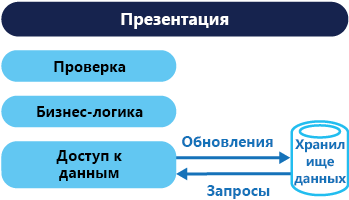 Презентация
Проверка
Бизнес-логика
Доступ к
данным
Обновления
Запросы
Хранил
ище
данных